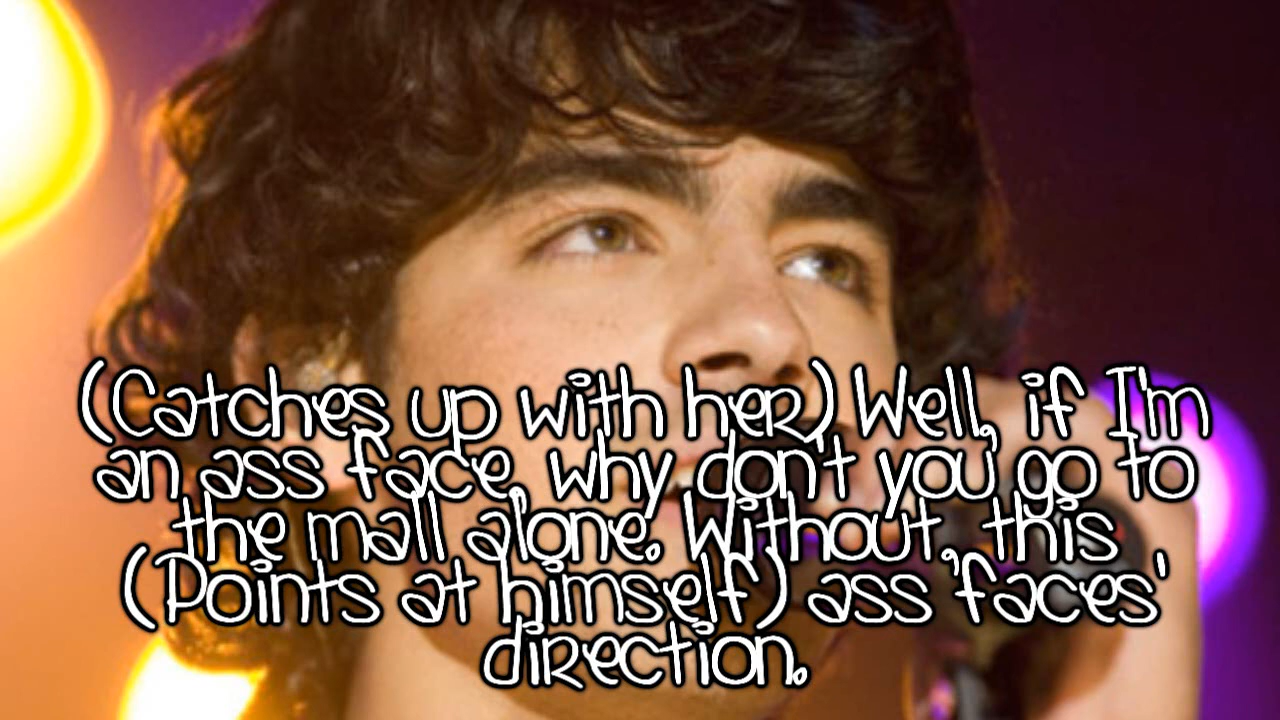 (Catches up with her) Well, if I'm
an ass face, why don't you go to
the mall alone. Without, this
(Points at himself) ass 'faces'
direction.